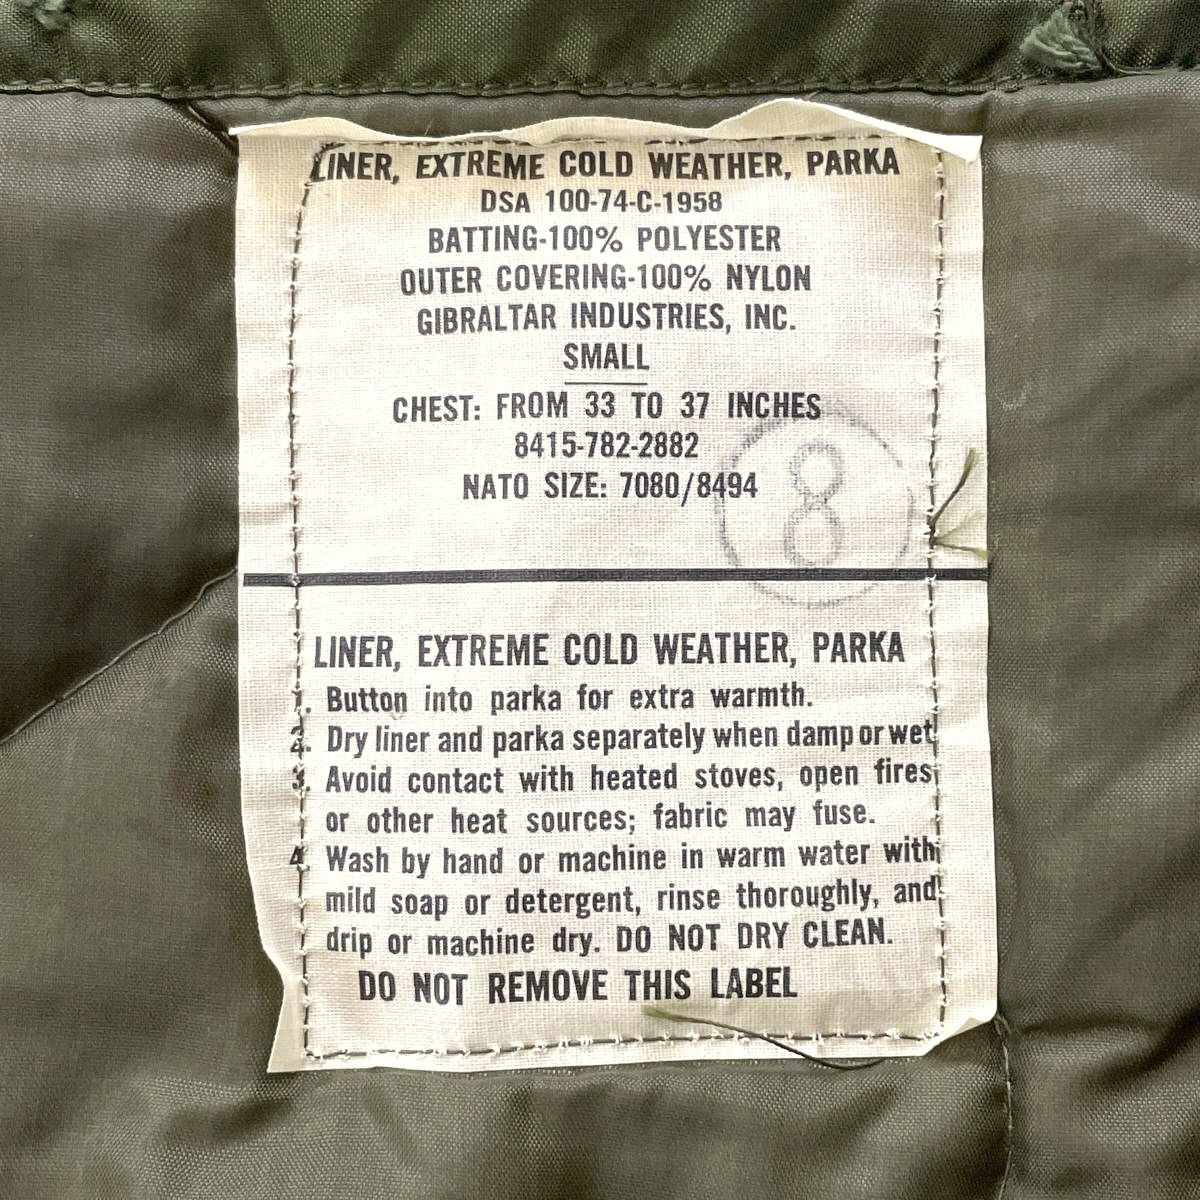 LINER, EXTREME COLD WEATHER, PARKA
DSA 100-74-C-1958
BATTING-100% POLYESTER
OUTER COVERING-100% NYLON
GIBRALTAR INDUSTRIES, INC.
SMALL
CHEST: FROM 33 TO 37 INCHES
8415-782-2882
NATO SIZE: 7080/8494
8
LINER, EXTREME COLD WEATHER, PARKA
1. Button into parka for extra warmth.
2. Dry liner and parka separately when damp or wet
3. Avoid contact with heated stoves, open fires,
or other heat sources; fabric may fuse.
4. Wash by hand or machine in warm water with
mild soap or detergent, rinse thoroughly, and
drip or machine dry. DO NOT DRY CLEAN.
DO NOT REMOVE THIS LABEL